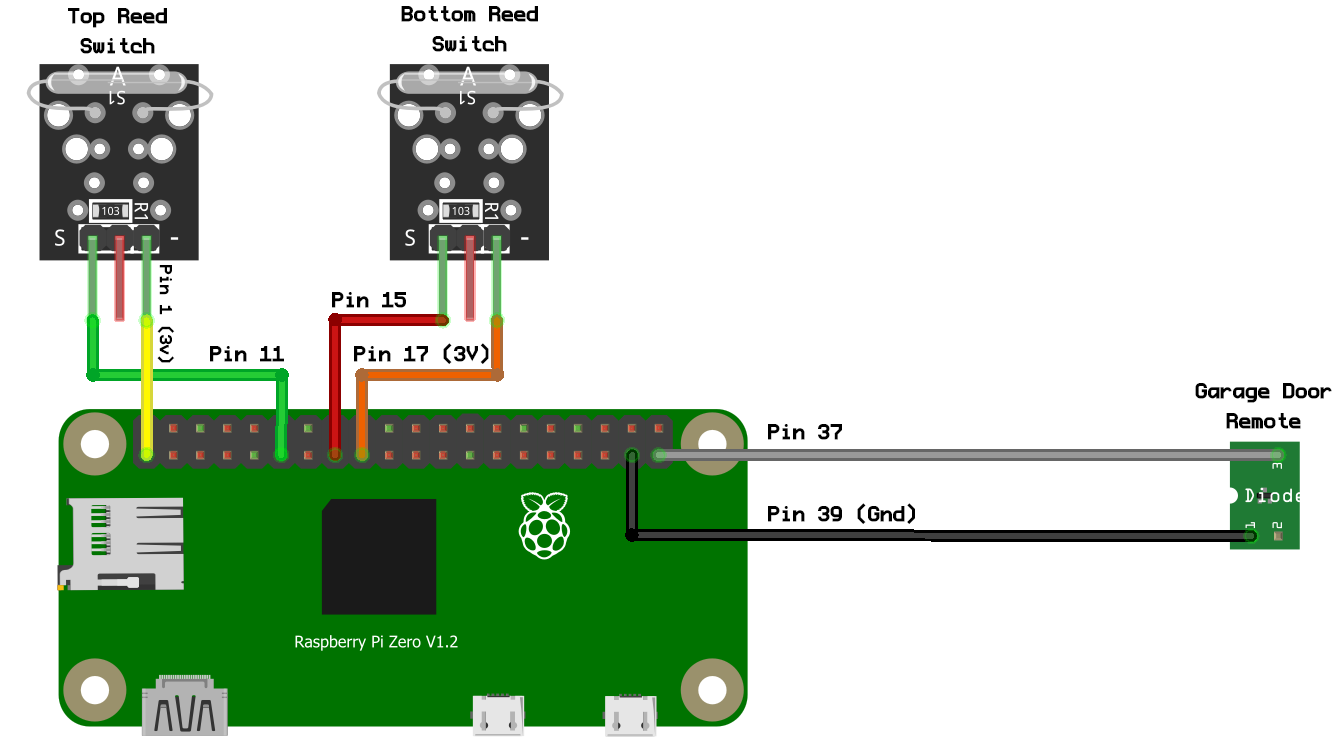 Top Reed
Switch
Bottom Reed
Switch
A
S1
A
S1
103
R1
103
R1
S
-
S
-
Pin 1 (3v)
Pin 15
Pin 11
Pin 17 (3V)
Garage Door
Remote
Pin 37
3
Diode
Pin 39 (Gnd)
1
2
Raspberry Pi Zero V1.2